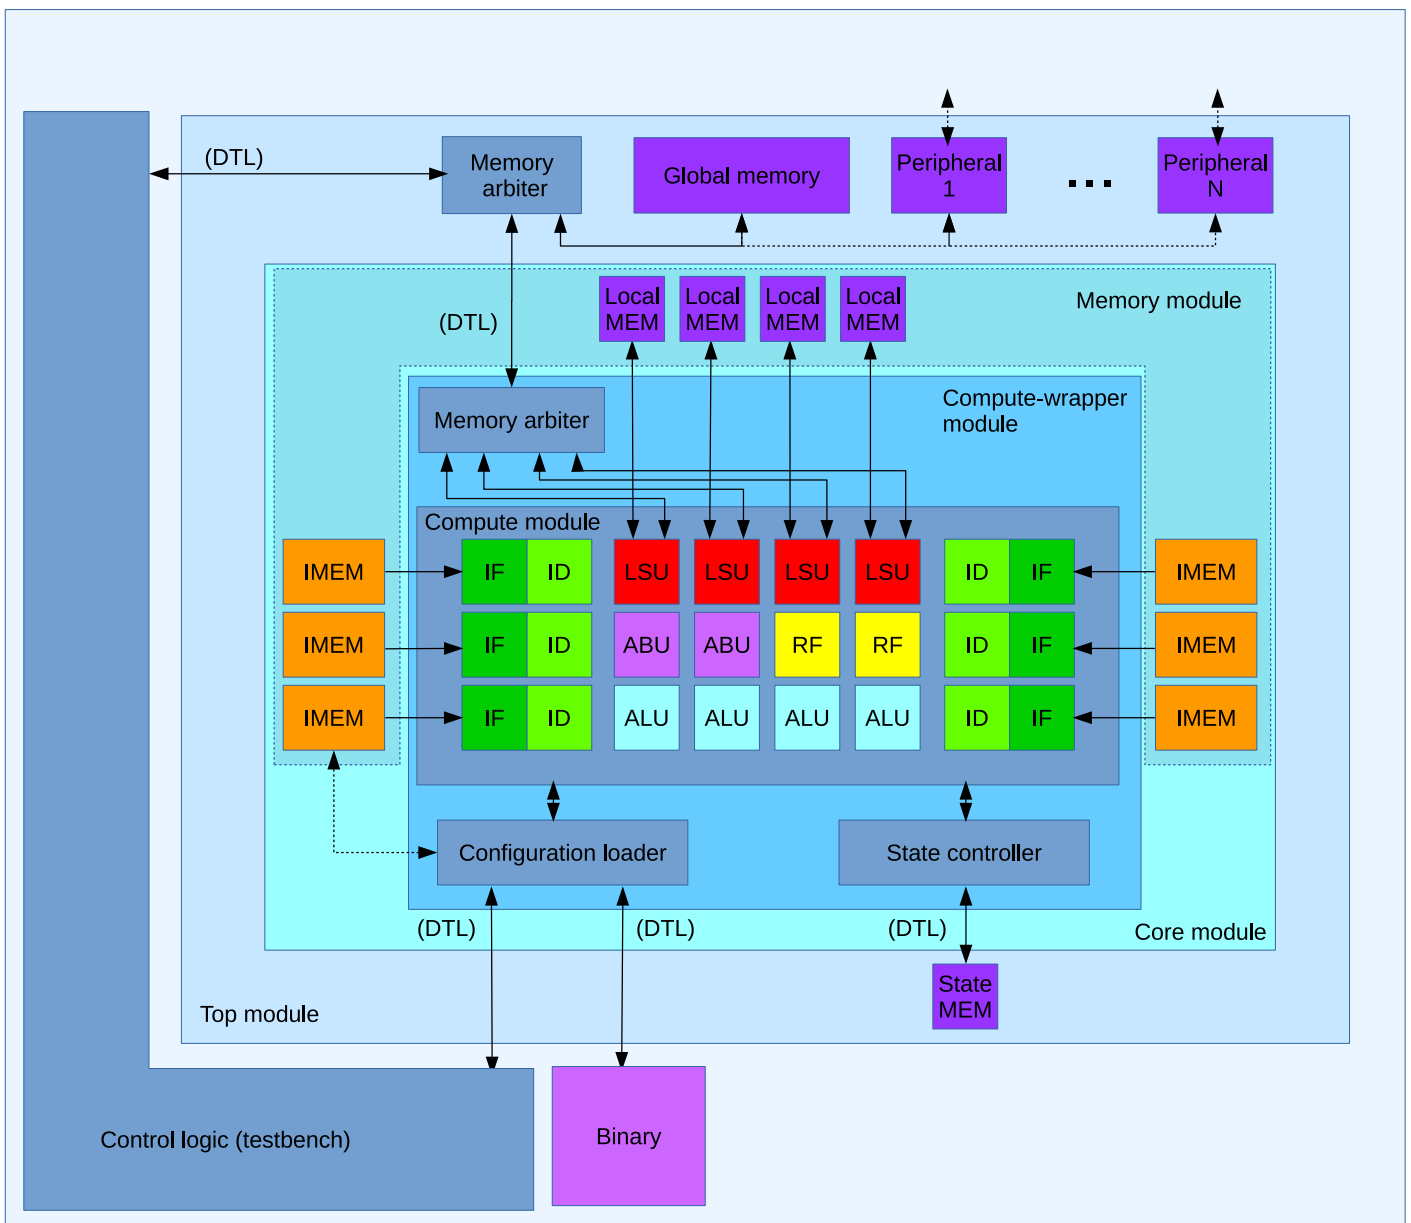 (DTL)
Memory
arbiter
Global memory
Peripheral
1
...
Peripheral
N
Local
MEM
Local
MEM
Local
MEM
Local
MEM
Memory module
(DTL)
Memory arbiter
Compute-wrapper
module
Compute module
IMEM
IF
ID
LSU
LSU
LSU
LSU
ID
IF
IMEM
IMEM
IF
ID
ABU
ABU
RF
RF
ID
IF
IMEM
IMEM
IF
ID
ALU
ALU
ALU
ALU
ID
IF
IMEM
Configuration loader
State controller
(DTL)
(DTL)
(DTL)
Core module
State
MEM
Top module
Control logic (testbench)
Binary